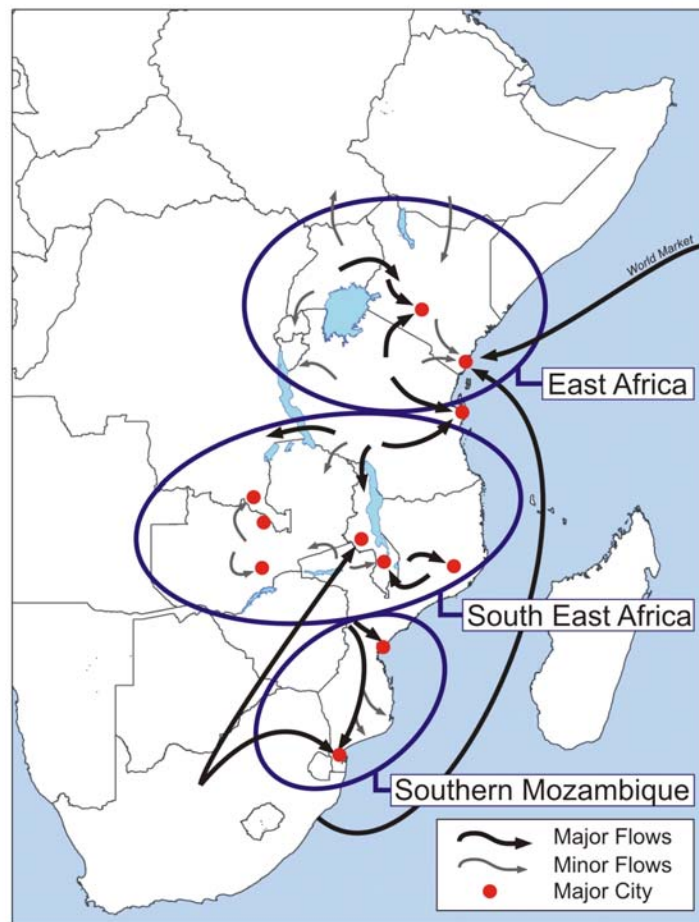 World Market
East Africa
South East Africa
Southern Mozambique
Major Flows
Minor Flows
Major City